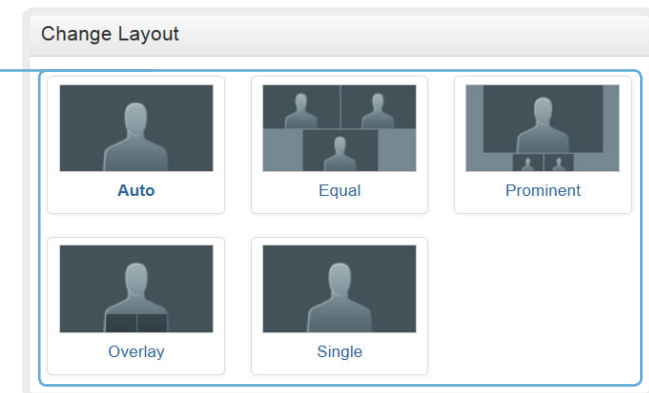 Change Layout
Auto
Equal
Prominent
Overlay
Single